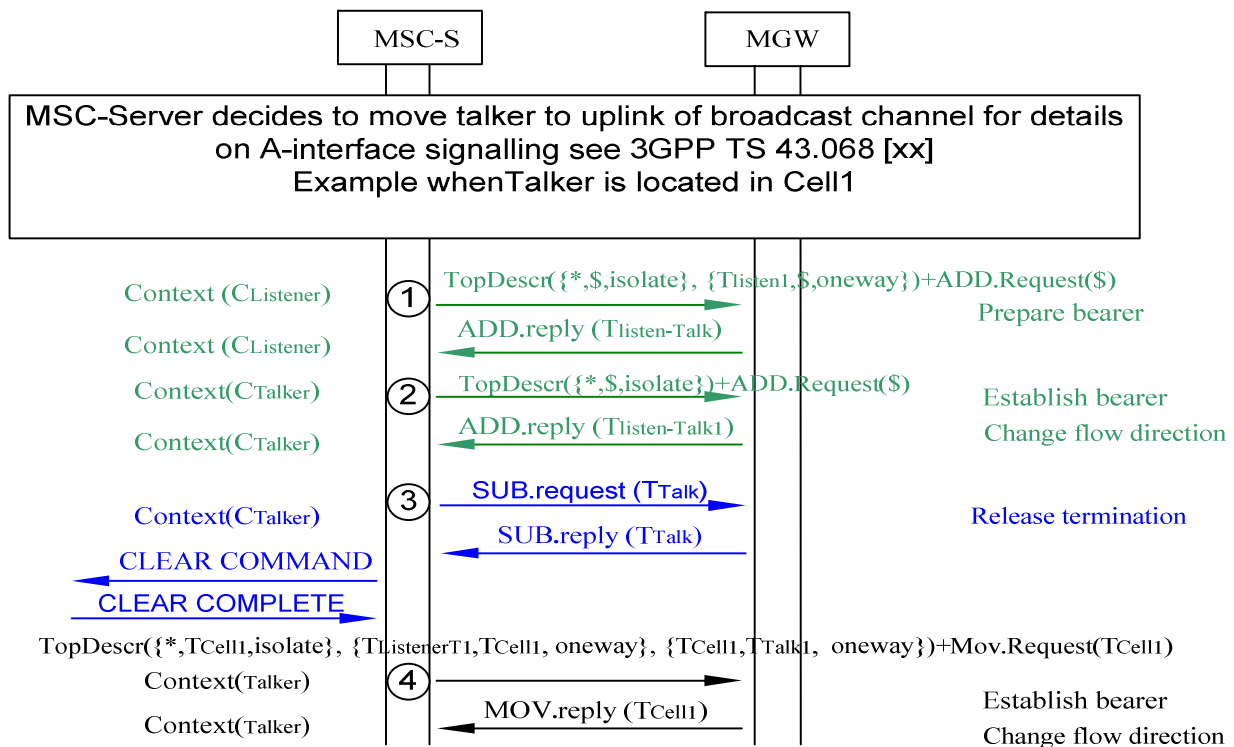 MSC-S
MGW
MSC-Server decides to move talker to uplink of broadcast channel for details
on A-interface signalling see 3GPP TS 43.068 [xx]
Example whenTalker is located in Cell1
Context (CListener)
1
TopDescr({*,$,isolate}, {Tlisten1,$,oneway})+ADD.Request($)
Prepare bearer
Context (CListener)
ADD.reply (Tlisten-Talk)
Context(CTalker)
2
TopDescr({*,$,isolate})+ADD.Request($)
Establish bearer
Context(CTalker)
ADD.reply (Tlisten-Talk1)
Change flow direction
Context(CTalker)
3
SUB.request (TTalk)
Release termination
SUB.reply (TTalk)
CLEAR COMMAND
CLEAR COMPLETE
TopDescr({*,TCell1,isolate}, {TListenerT1,TCell1, oneway}, {TCell1,TTalk1, oneway})+Mov.Request(TCell1)
Context(Talker)
4
Establish bearer
Context(Talker)
MOV.reply (TCell1)
Change flow direction